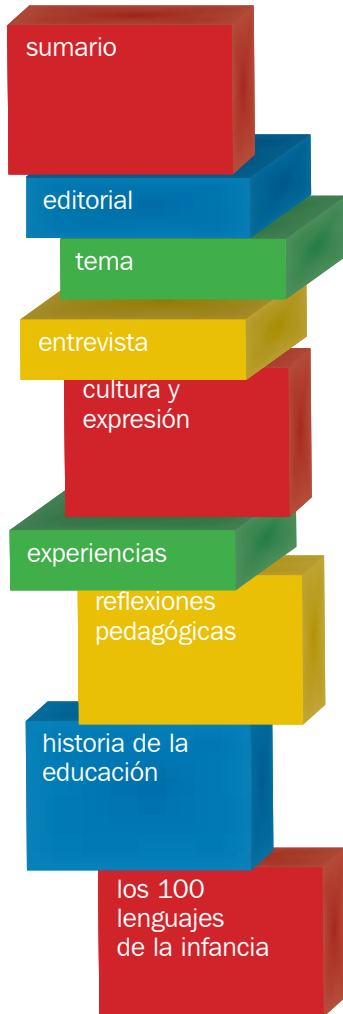 sumario
editorial
tema
entrevista
cultura y
expresión
experiencias
reflexiones
pedagógicas
historia de la
educación
los 100
lenguajes
de la infancia